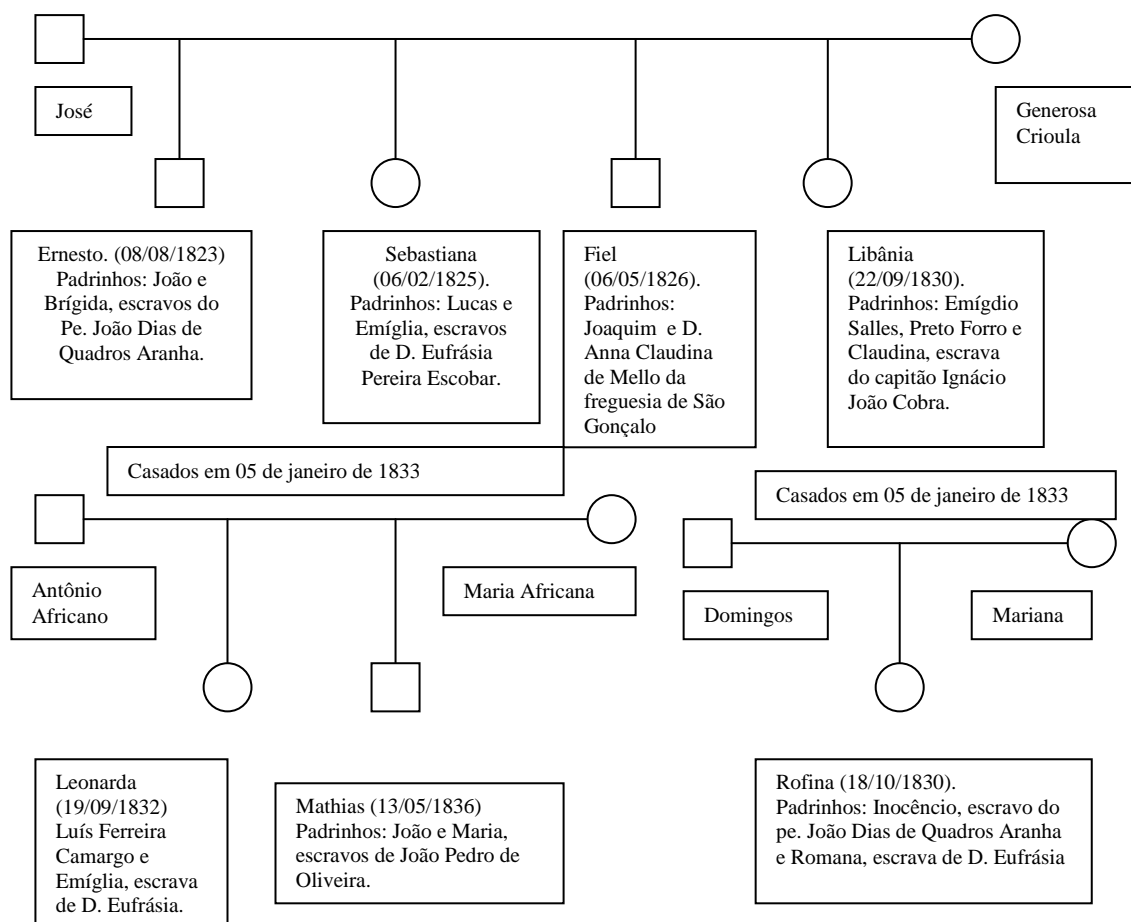 José
Generosa
Crioula
Ernesto. (08/08/1823)
Padrinhos: João e
Brígida, escravos do
Pe. João Dias de
Quadros Aranha.
Sebastiana
(06/02/1825).
Padrinhos: Lucas e
Emíglia, escravos
de D. Eufrásia
Pereira Escobar.
Fiel
(06/05/1826).
Padrinhos:
Joaquim e D.
Anna Claudina
de Mello da
freguesia de São
Gonçalo
Libânia
(22/09/1830).
Padrinhos: Emígdio
Salles, Preto Forro e
Claudina, escrava
do capitão Ignácio
João Cobra.
Casados em 05 de janeiro de 1833
Casados em 05 de janeiro de 1833
Antônio
Africano
Maria Africana
Domingos
Mariana
Leonarda
(19/09/1832)
Luís Ferreira
Camargo e
Emíglia, escrava
de D. Eufrásia.
Mathias (13/05/1836)
Padrinhos: João e Maria,
escravos de João Pedro de
Oliveira.
Rofina (18/10/1830).
Padrinhos: Inocêncio, escravo do
pe. João Dias de Quadros Aranha
e Romana, escrava de D. Eufrásia